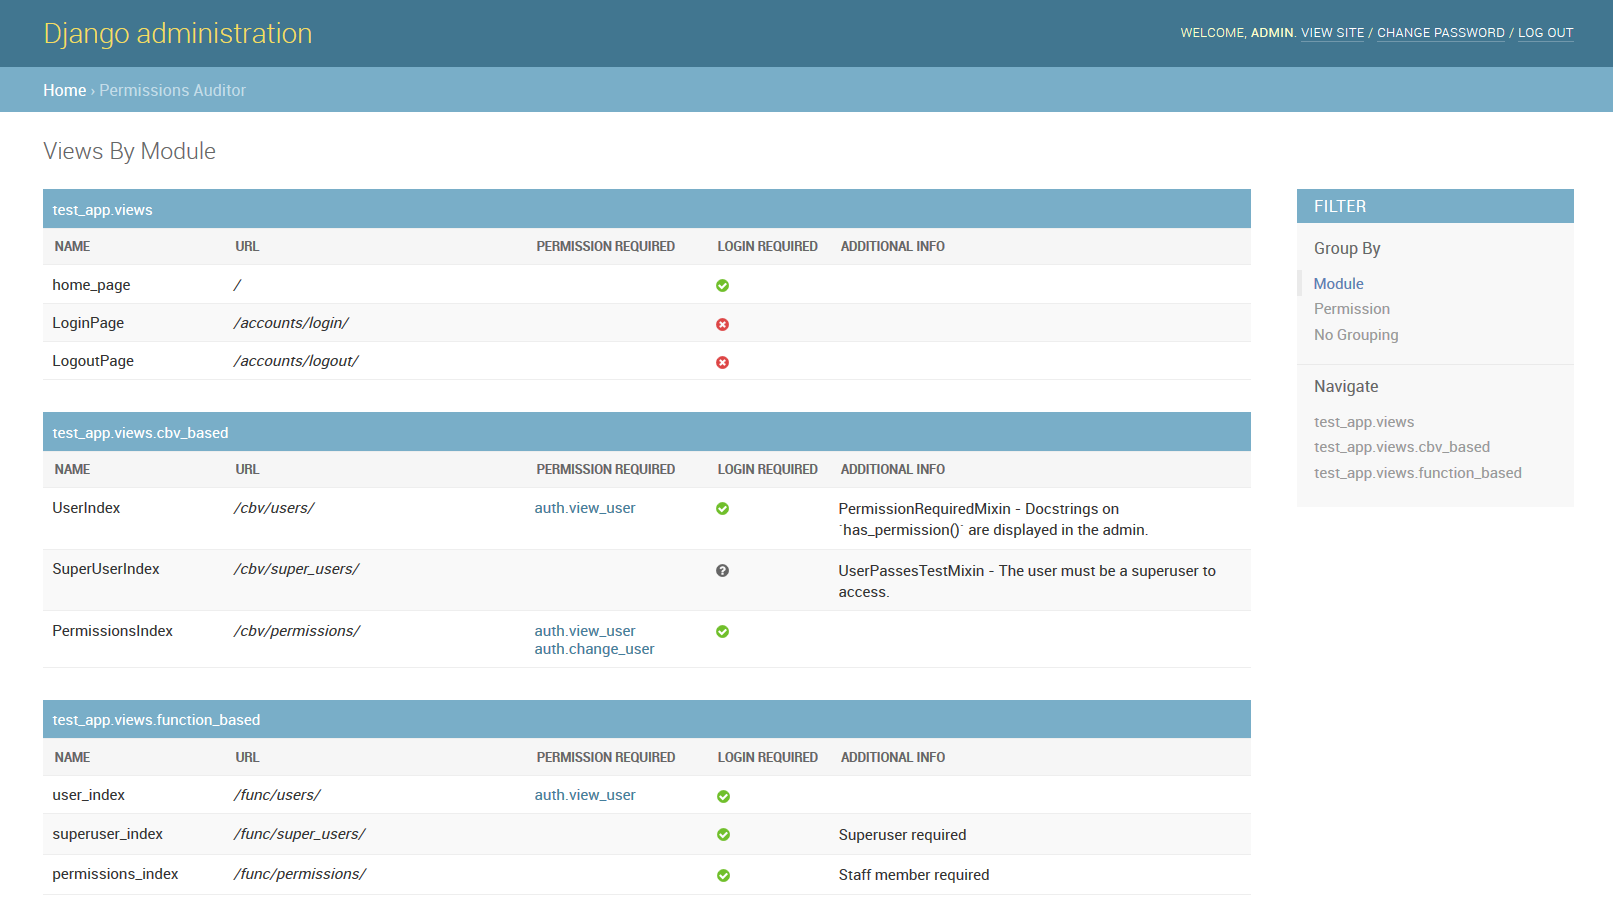 Django administration
WELCOME, ADMIN. VIEW SITE / CHANGE PASSWORD / LOG OUT
Home › Permissions Auditor
Views By Module
test_app.views
NAME URL PERMISSION REQUIRED LOGIN REQUIRED ADDITIONAL INFO
home_page /
LoginPage /accounts/login/
LogoutPage /accounts/logout/
test_app.views.cbv_based
NAME URL PERMISSION REQUIRED LOGIN REQUIRED ADDITIONAL INFO
UserIndex /cbv/users/ auth.view_user PermissionRequiredMixin - Docstrings on
`has_permission()` are displayed in the admin.
SuperUserIndex /cbv/super_users/ UserPassesTestMixin - The user must be a superuser to
access.
PermissionsIndex /cbv/permissions/ auth.view_user
auth.change_user
test_app.views.function_based
NAME URL PERMISSION REQUIRED LOGIN REQUIRED ADDITIONAL INFO
user_index /func/users/ auth.view_user
superuser_index /func/super_users/ Superuser required
permissions_index /func/permissions/ Staff member required
FILTER
Group By
Module
Permission
No Grouping
Navigate
test_app.views
test_app.views.cbv_based
test_app.views.function_based